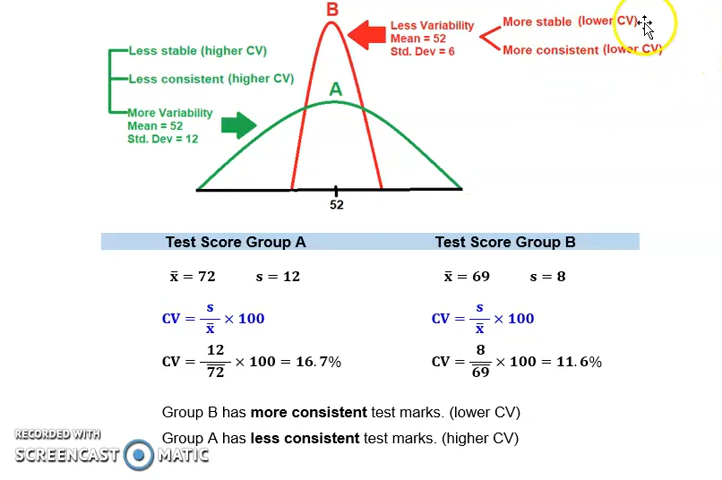 B
Less Variability
Mean = 52
Std. Dev = 6
More stable (lower CV)
More consistent (lower CV)
Less stable (higher CV)
Less consistent (higher CV)
More Variability
Mean = 52
Std. Dev = 12
A
52
Test Score Group A
x̄ = 72 s = 12
CV = s/x̄ × 100
CV = 12/72 × 100 = 16.7%
Test Score Group B
x̄ = 69 s = 8
CV = s/x̄ × 100
CV = 8/69 × 100 = 11.6%
Group B has more consistent test marks. (lower CV)
Group A has less consistent test marks. (higher CV)
RECORDED WITH
SCREENCAST MATIC